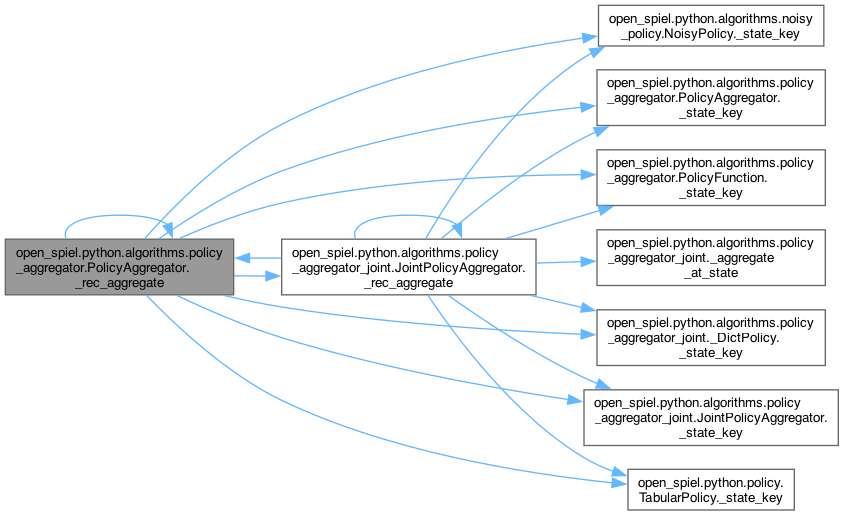 open_spiel.python.algorithms.policy
_aggregator.PolicyAggregator.
_rec_aggregate
open_spiel.python.algorithms.policy
_aggregator_joint.JointPolicyAggregator.
_rec_aggregate
open_spiel.python.algorithms.noisy
_policy.NoisyPolicy._state_key
open_spiel.python.algorithms.policy
_aggregator.PolicyAggregator.
_state_key
open_spiel.python.algorithms.policy
_aggregator.PolicyFunction.
_state_key
open_spiel.python.algorithms.policy
_aggregator_joint._aggregate
_at_state
open_spiel.python.algorithms.policy
_aggregator_joint._DictPolicy.
_state_key
open_spiel.python.algorithms.policy
_aggregator_joint.JointPolicyAggregator.
_state_key
open_spiel.python.policy.
TabularPolicy._state_key